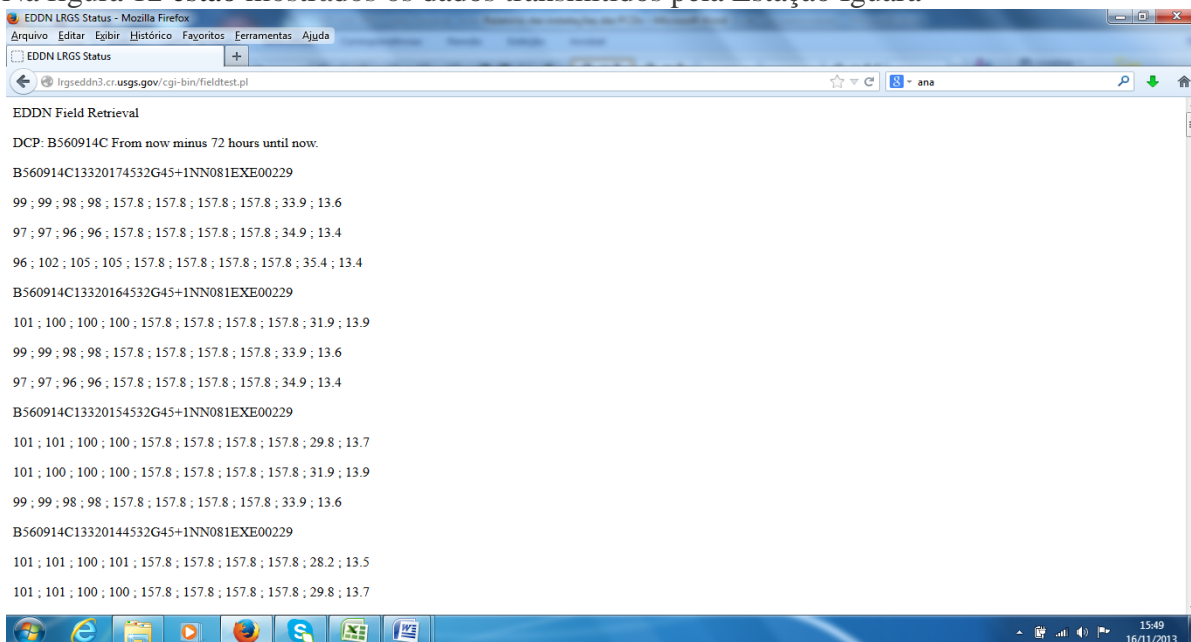 Na figura 12 estão mostrados os dados transmitidos pela Estação Iguará
EDDN LRGS Status - Mozilla Firefox
Arquivo Editar Exibir Histórico Favoritos Ferramentas Ajuda
EDDN LRGS Status +
lrgseddn3.cr.usgs.gov/cgi-bin/fieldtest.pl
8 ana
EDDN Field Retrieval
DCP: B560914C From now minus 72 hours until now.
B560914C13320174532G45+1NN081EXE00229
99 ; 99 ; 98 ; 98 ; 157.8 ; 157.8 ; 157.8 ; 157.8 ; 33.9 ; 13.6
97 ; 97 ; 96 ; 96 ; 157.8 ; 157.8 ; 157.8 ; 157.8 ; 34.9 ; 13.4
96 ; 102 ; 105 ; 105 ; 157.8 ; 157.8 ; 157.8 ; 157.8 ; 35.4 ; 13.4
B560914C13320164532G45+1NN081EXE00229
101 ; 100 ; 100 ; 100 ; 157.8 ; 157.8 ; 157.8 ; 157.8 ; 31.9 ; 13.9
99 ; 99 ; 98 ; 98 ; 157.8 ; 157.8 ; 157.8 ; 157.8 ; 33.9 ; 13.6
97 ; 97 ; 96 ; 96 ; 157.8 ; 157.8 ; 157.8 ; 157.8 ; 34.9 ; 13.4
B560914C13320154532G45+1NN081EXE00229
101 ; 101 ; 100 ; 100 ; 157.8 ; 157.8 ; 157.8 ; 157.8 ; 29.8 ; 13.7
101 ; 100 ; 100 ; 100 ; 157.8 ; 157.8 ; 157.8 ; 157.8 ; 31.9 ; 13.9
99 ; 99 ; 98 ; 98 ; 157.8 ; 157.8 ; 157.8 ; 157.8 ; 33.9 ; 13.6
B560914C13320144532G45+1NN081EXE00229
101 ; 101 ; 100 ; 101 ; 157.8 ; 157.8 ; 157.8 ; 157.8 ; 28.2 ; 13.5
101 ; 101 ; 100 ; 100 ; 157.8 ; 157.8 ; 157.8 ; 157.8 ; 29.8 ; 13.7
15:49
16/11/2013